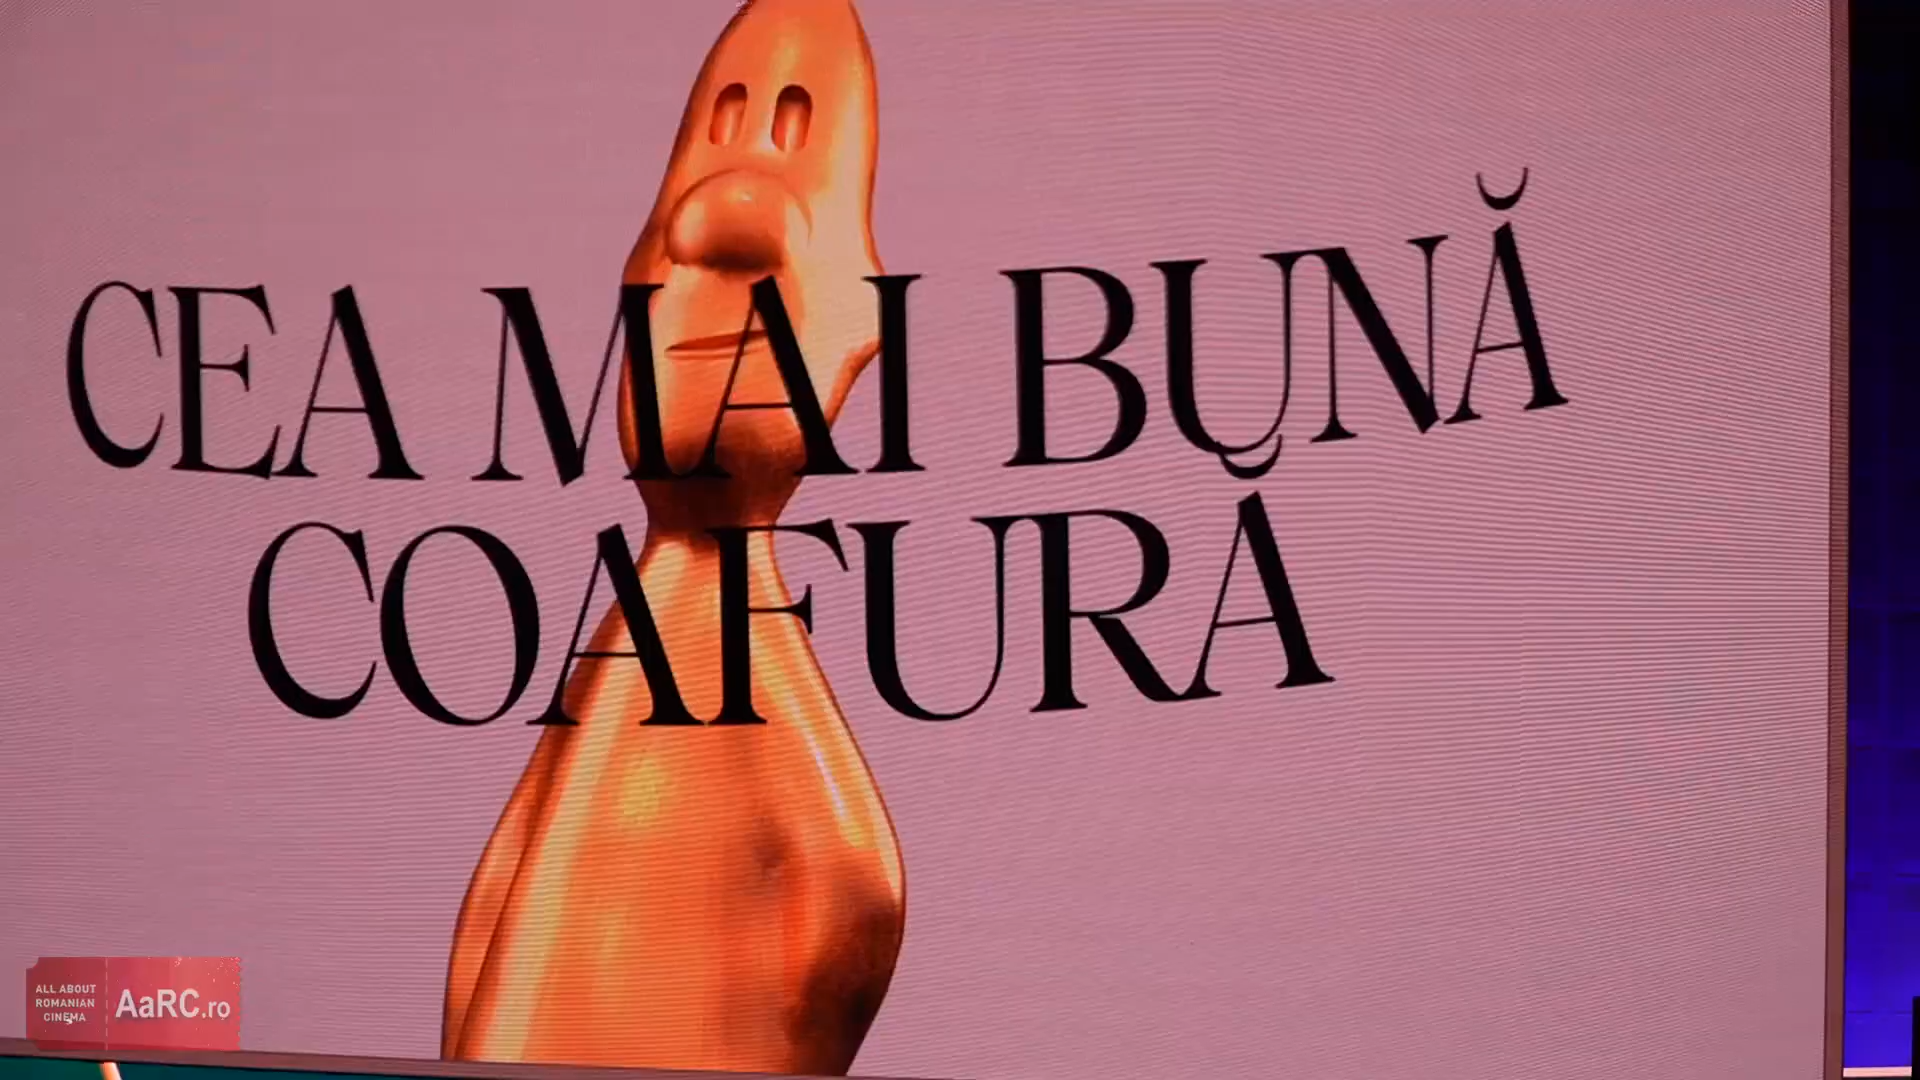 CEA MAI BUNĂ
COAFURĂ
ALL ABOUT
ROMANIAN
CINEMA
AaRC.ro